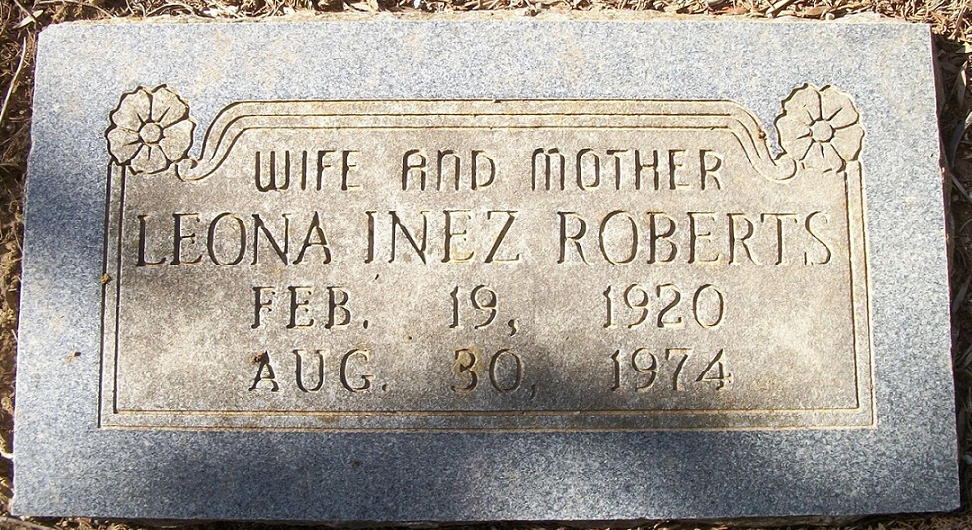 WIFE AND MOTHER
LEONA INEZ ROBERTS
FEB. 19, 1920
AUG. 30, 1974